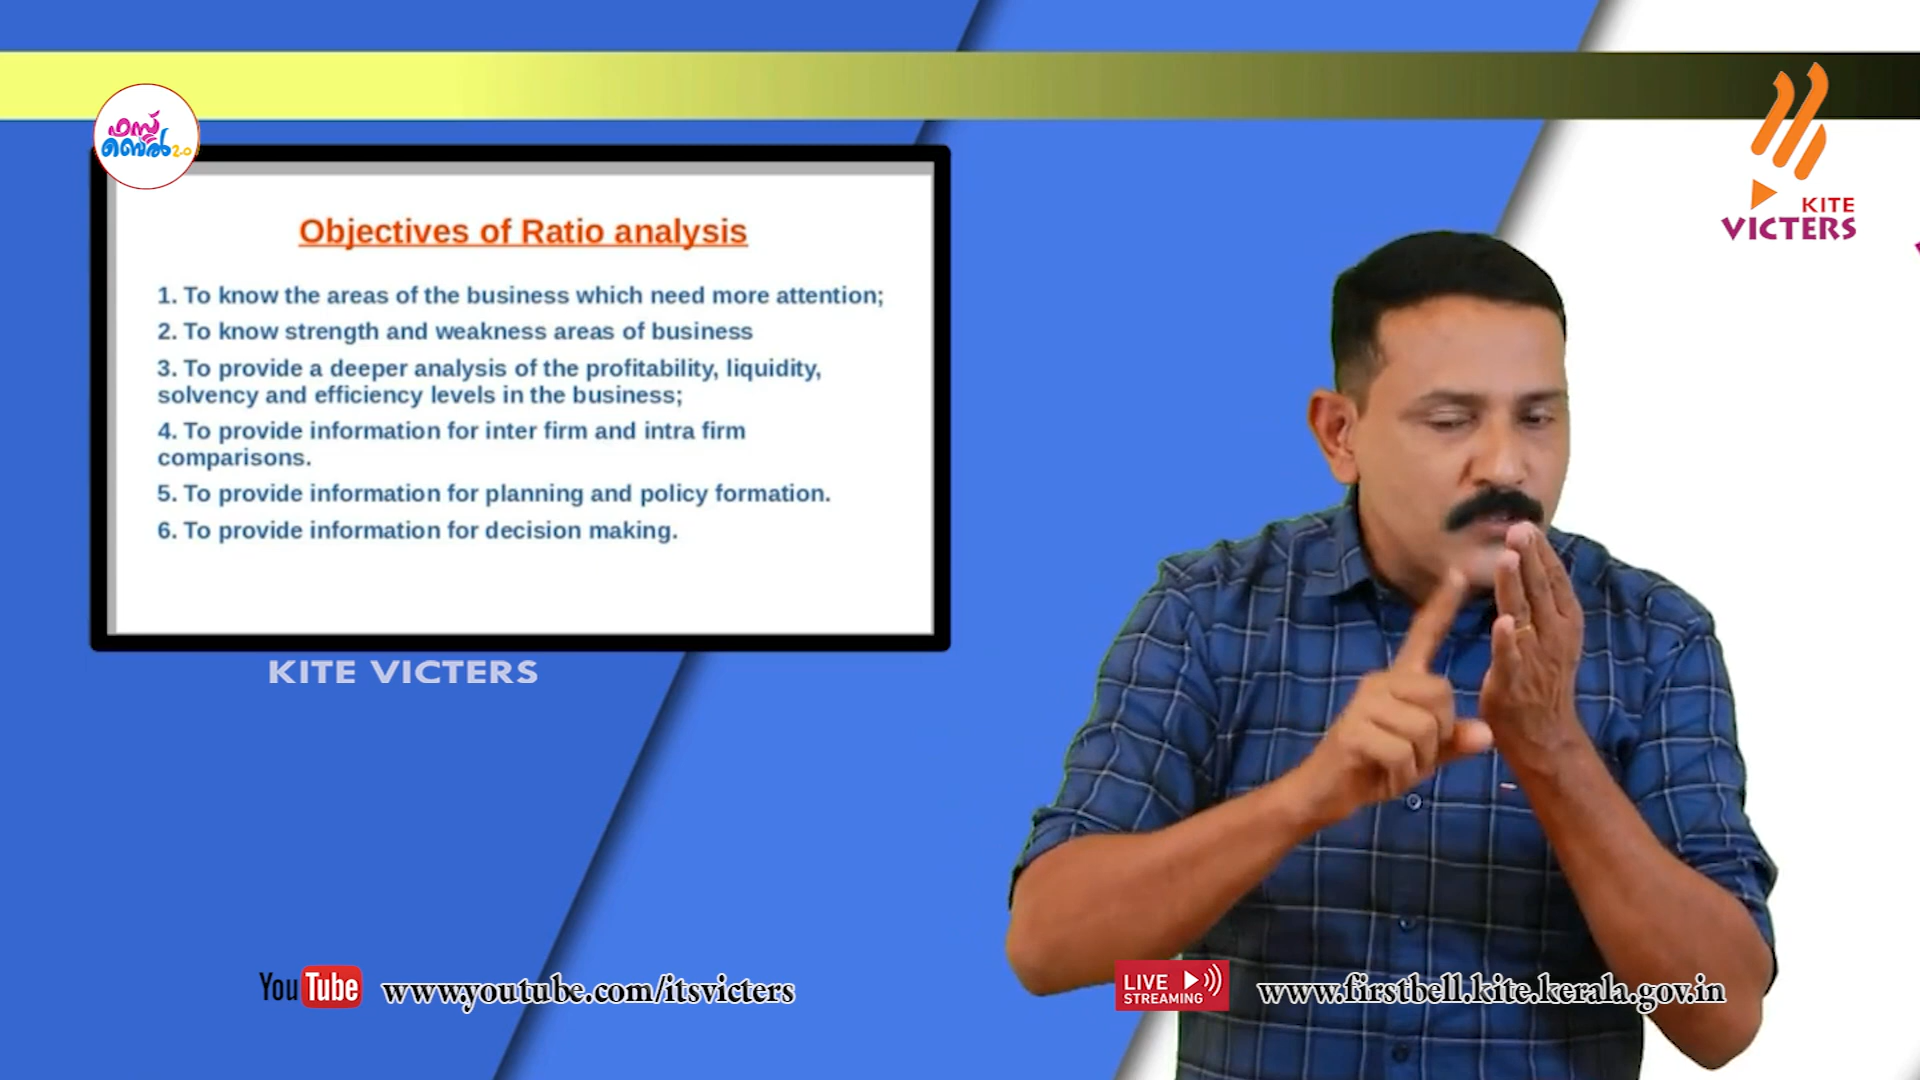 ഫസ്റ്റ്
ബെൽ 2.0
KITE
VICTERS
Objectives of Ratio analysis
1. To know the areas of the business which need more attention;
2. To know strength and weakness areas of business
3. To provide a deeper analysis of the profitability, liquidity,
solvency and efficiency levels in the business;
4. To provide information for inter firm and intra firm
comparisons.
5. To provide information for planning and policy formation.
6. To provide information for decision making.
KITE VICTERS
YouTube www.youtube.com/itsvicters
LIVE
STREAMING
www.firstbell.kite.kerala.gov.in